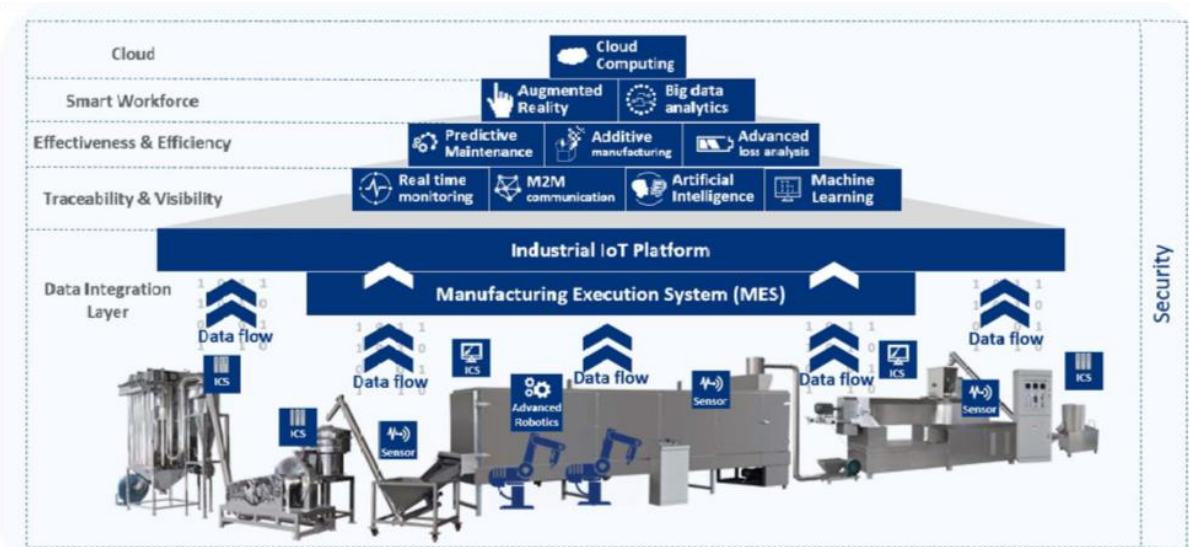 Cloud
Cloud
Computing
Smart Workforce
Augmented
Reality
Big data
analytics
Effectiveness & Efficiency
Predictive
Maintenance
Additive
manufacturing
Advanced
loss analysis
Traceability & Visibility
Real time
monitoring
M2M
communication
Artificial
Intelligence
Machine
Learning
Industrial IoT Platform
Data Integration
Layer
Manufacturing Execution System (MES)
Data flow
Data flow
Data flow
Data flow
Data flow
ICS
ICS
Sensor
ICS
Advanced
Robotics
Sensor
ICS
Sensor
ICS
Security